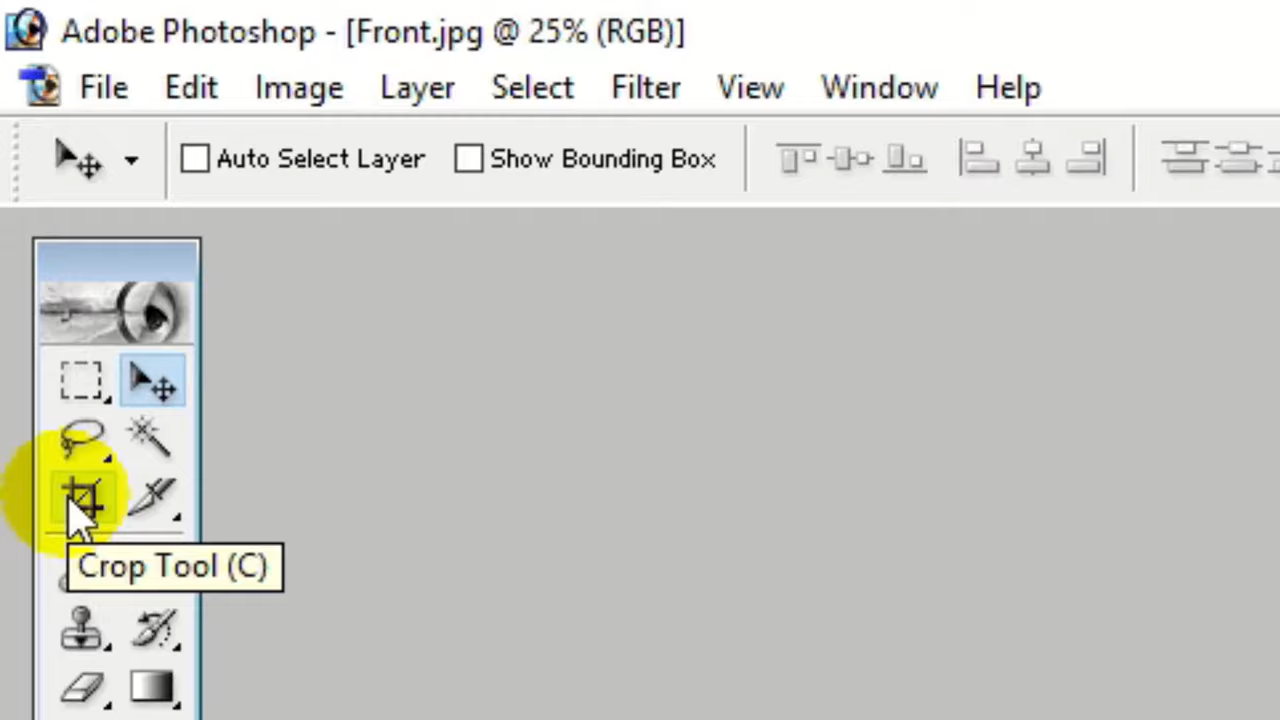 Adobe Photoshop - [Front.jpg @ 25% (RGB)]
File Edit Image Layer Select Filter View Window Help
Auto Select Layer Show Bounding Box
Crop Tool (C)